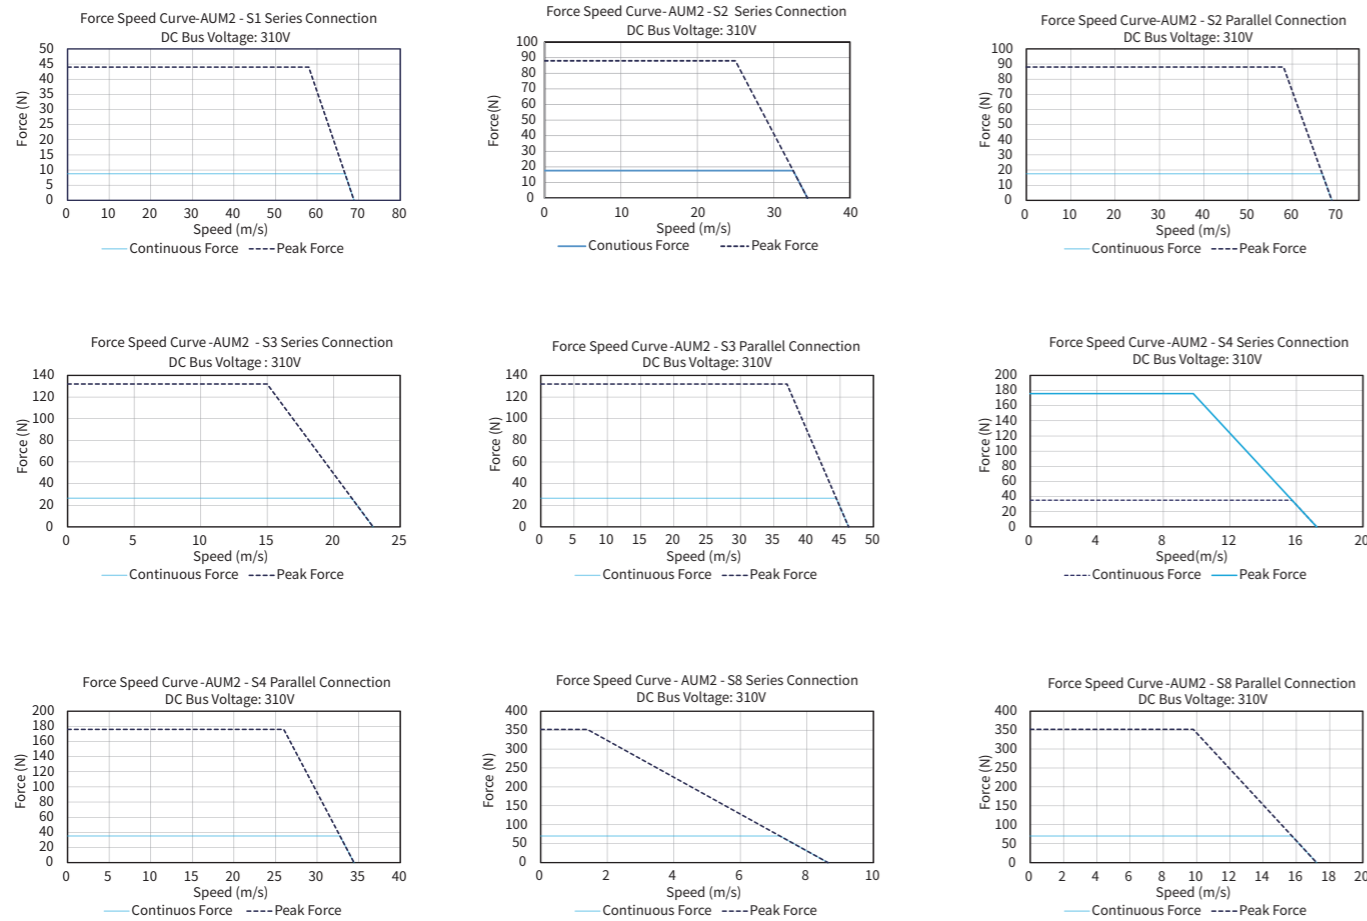 Force Speed Curve-AUM2 - S1 Series Connection
DC Bus Voltage: 310V
Force (N)
50
45
40
35
30
25
20
15
10
5
0
0 10 20 30 40 50 60 70 80
Speed (m/s)
Continuous Force Peak Force
Force Speed Curve-AUM2 - S2 Series Connection
DC Bus Voltage: 310V
Force(N)
100
90
80
70
60
50
40
30
20
10
0
0 10 20 30 40
Speed (m/s)
Conutious Force Peak Force
Force Speed Curve-AUM2 - S2 Parallel Connection
DC Bus Voltage: 310V
Force (N)
100
90
80
70
60
50
40
30
20
10
0
0 10 20 30 40 50 60 70
Speed (m/s)
Continuous Force Peak Force
Force Speed Curve-AUM2 - S3 Series Connection
DC Bus Voltage : 310V
Force (N)
140
120
100
80
60
40
20
0
0 5 10 15 20 25
Speed (m/s)
Continuous Force Peak Force
Force Speed Curve-AUM2 - S3 Parallel Connection
DC Bus Voltage: 310V
Force (N)
140
120
100
80
60
40
20
0
0 5 10 15 20 25 30 35 40 45 50
Speed (m/s)
Continuous Force Peak Force
Force Speed Curve-AUM2 - S4 Series Connection
DC Bus Voltage: 310V
Force (N)
200
180
160
140
120
100
80
60
40
20
0
0 4 8 12 16 20
Speed(m/s)
Continuous Force Peak Force
Force Speed Curve-AUM2 - S4 Parallel Connection
DC Bus Voltage: 310V
Force (N)
200
180
160
140
120
100
80
60
40
20
0
0 5 10 15 20 25 30 35 40
Speed (m/s)
Continuous Force Peak Force
Force Speed Curve- AUM2 - S8 Series Connection
DC Bus Voltage: 310V
Force (N)
400
350
300
250
200
150
100
50
0
0 2 4 6 8 10
Speed (m/s)
Continuous Force Peak Force
Force Speed Curve-AUM2 - S8 Parallel Connection
DC Bus Voltage: 310V
Force (N)
400
350
300
250
200
150
100
50
0
0 2 4 6 8 10 12 14 16 18 20
Speed (m/s)
Continuous Force Peak Force